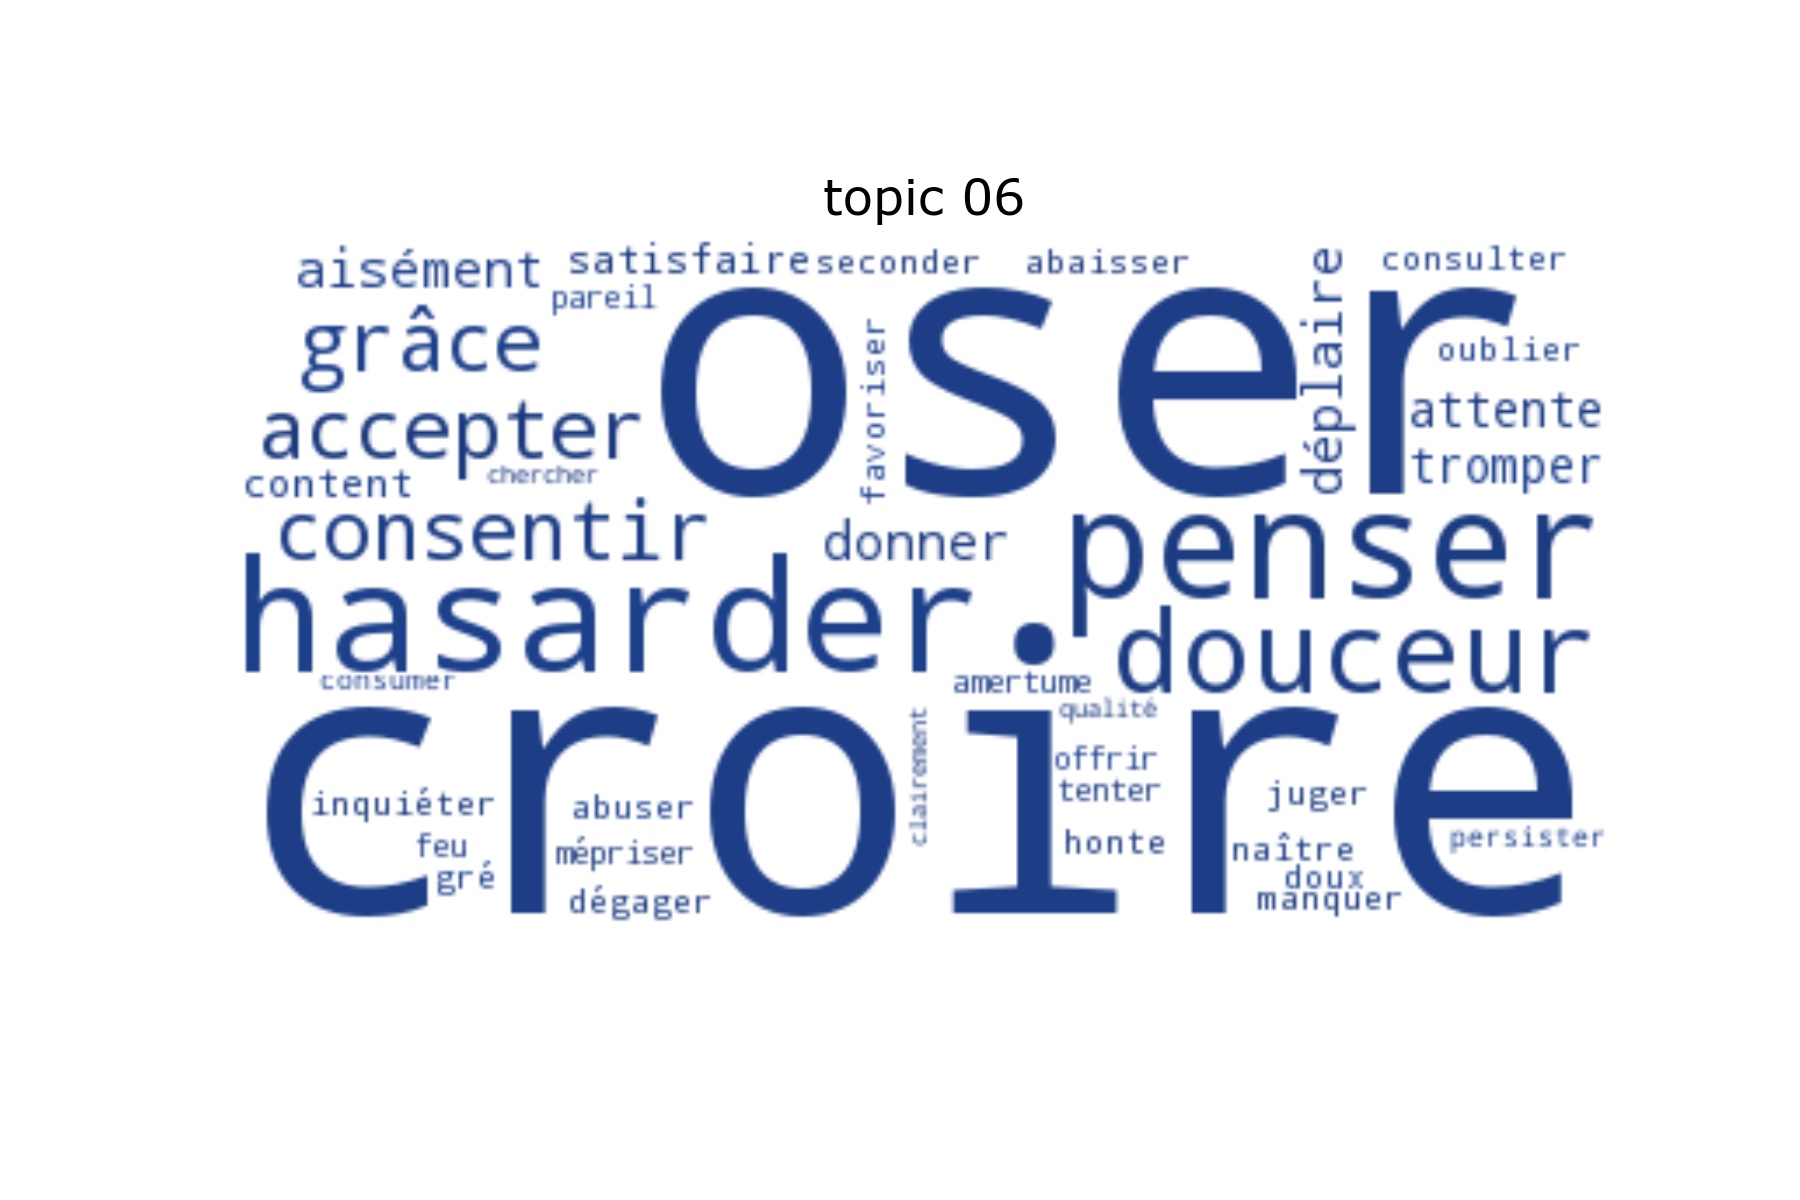 topic 06
aisément satisfaire seconder abaisser consulter
pareil
oser
grâce
favoriser
déplaire
oublier
accepter
attente
content chercher
tromper
consentir
donner
penser
hasarder
douceur
consumer
amertume
qualité
croire
clairement
offrir
inquiéter
abuser
tenter
juger
feu
mépriser
honte
naître
persister
gré
doux
dégager
manquer